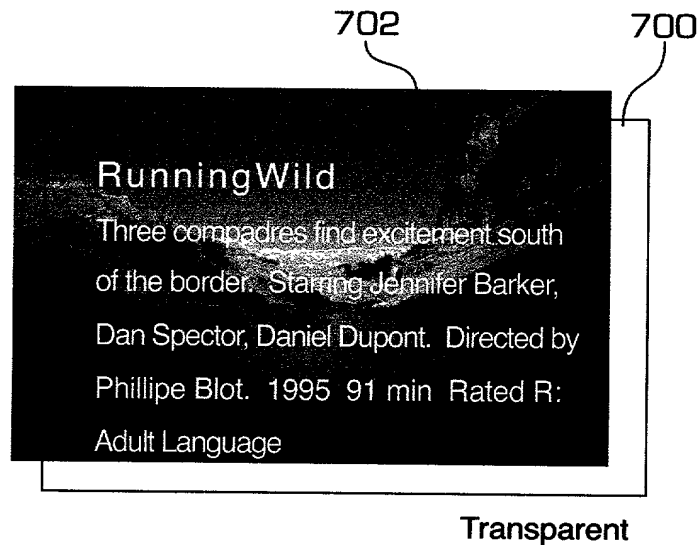 702 700
RunningWild
Three compadres find excitement south
of the border. Starring Jennifer Barker,
Dan Spector, Daniel Dupont. Directed by
Phillipe Blot. 1995 91 min Rated R:
Adult Language
Transparent